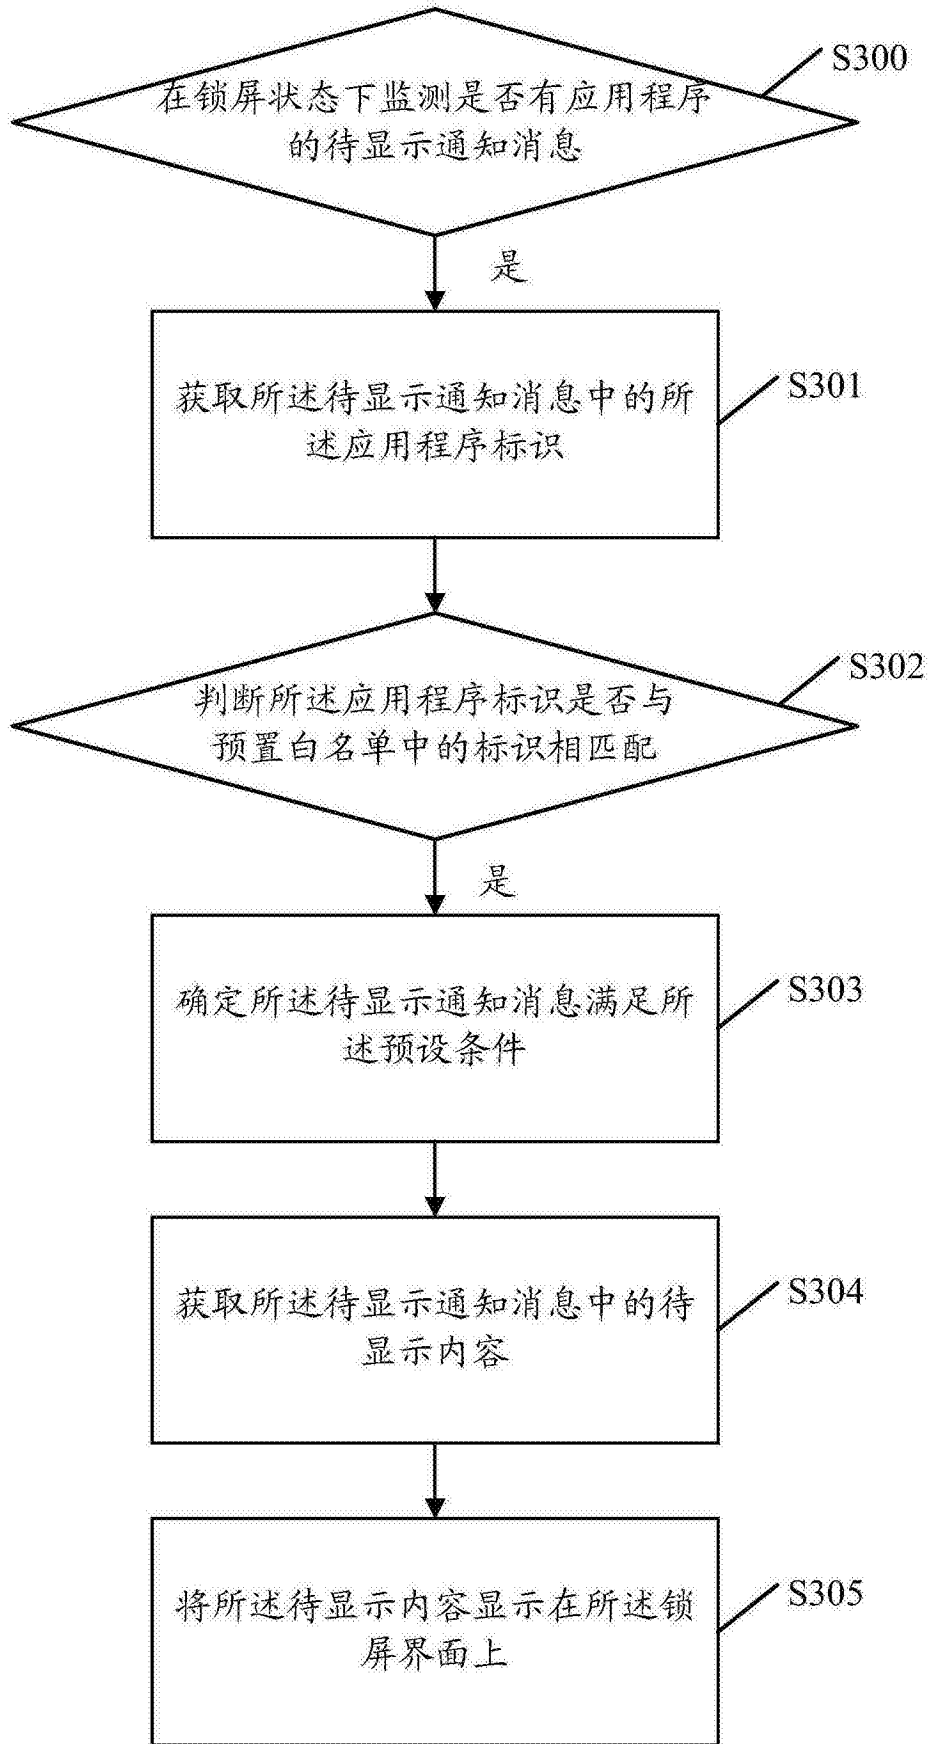 S300
在锁屏状态下监测是否有应用程序
的待显示通知消息
是
S301
获取所述待显示通知消息中的所
述应用程序标识
S302
判断所述应用程序标识是否与
预置白名单中的标识相匹配
是
S303
确定所述待显示通知消息满足所
述预设条件
S304
获取所述待显示通知消息中的待
显示内容
S305
将所述待显示内容显示在所述锁
屏界面上